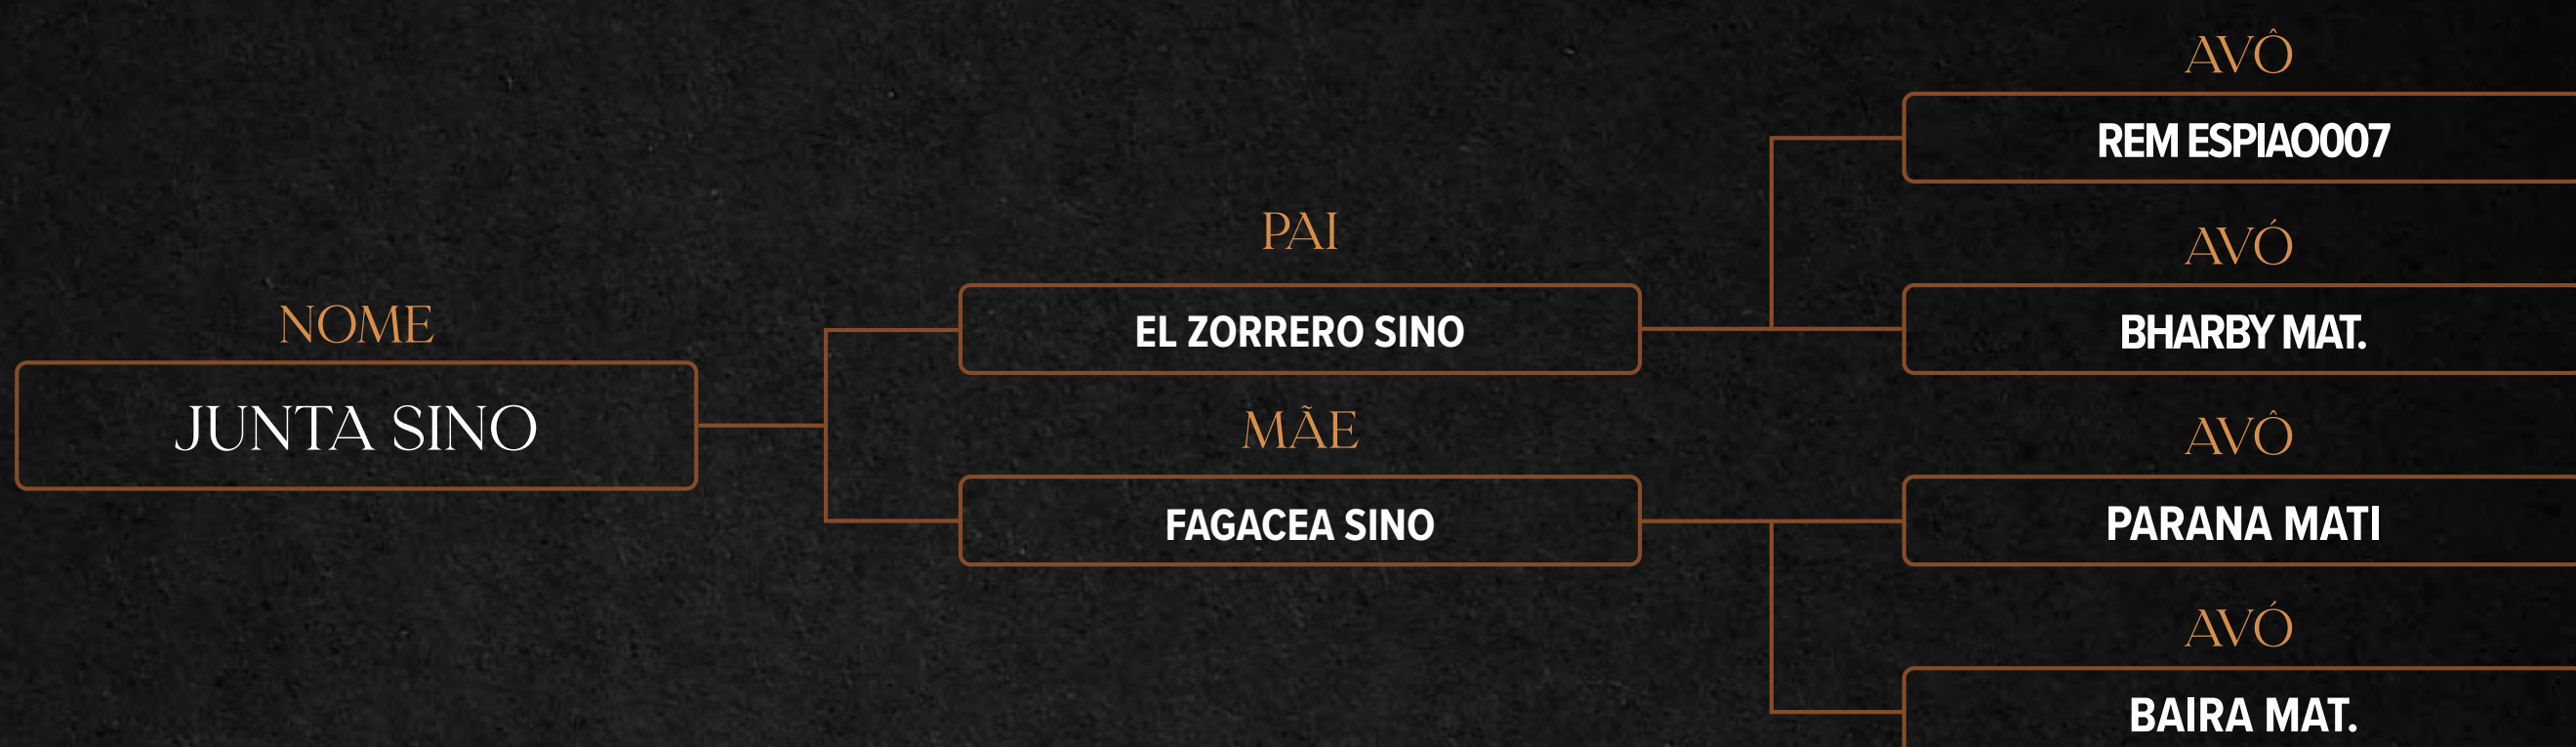 NOME
JUNTA SINO
PAI
EL ZORRERO SINO
MÃE
FAGACEA SINO
AVÔ
REM ESPIAO007
AVÓ
BHARBY MAT.
AVÔ
PARANA MATI
AVÓ
BAIRA MAT.